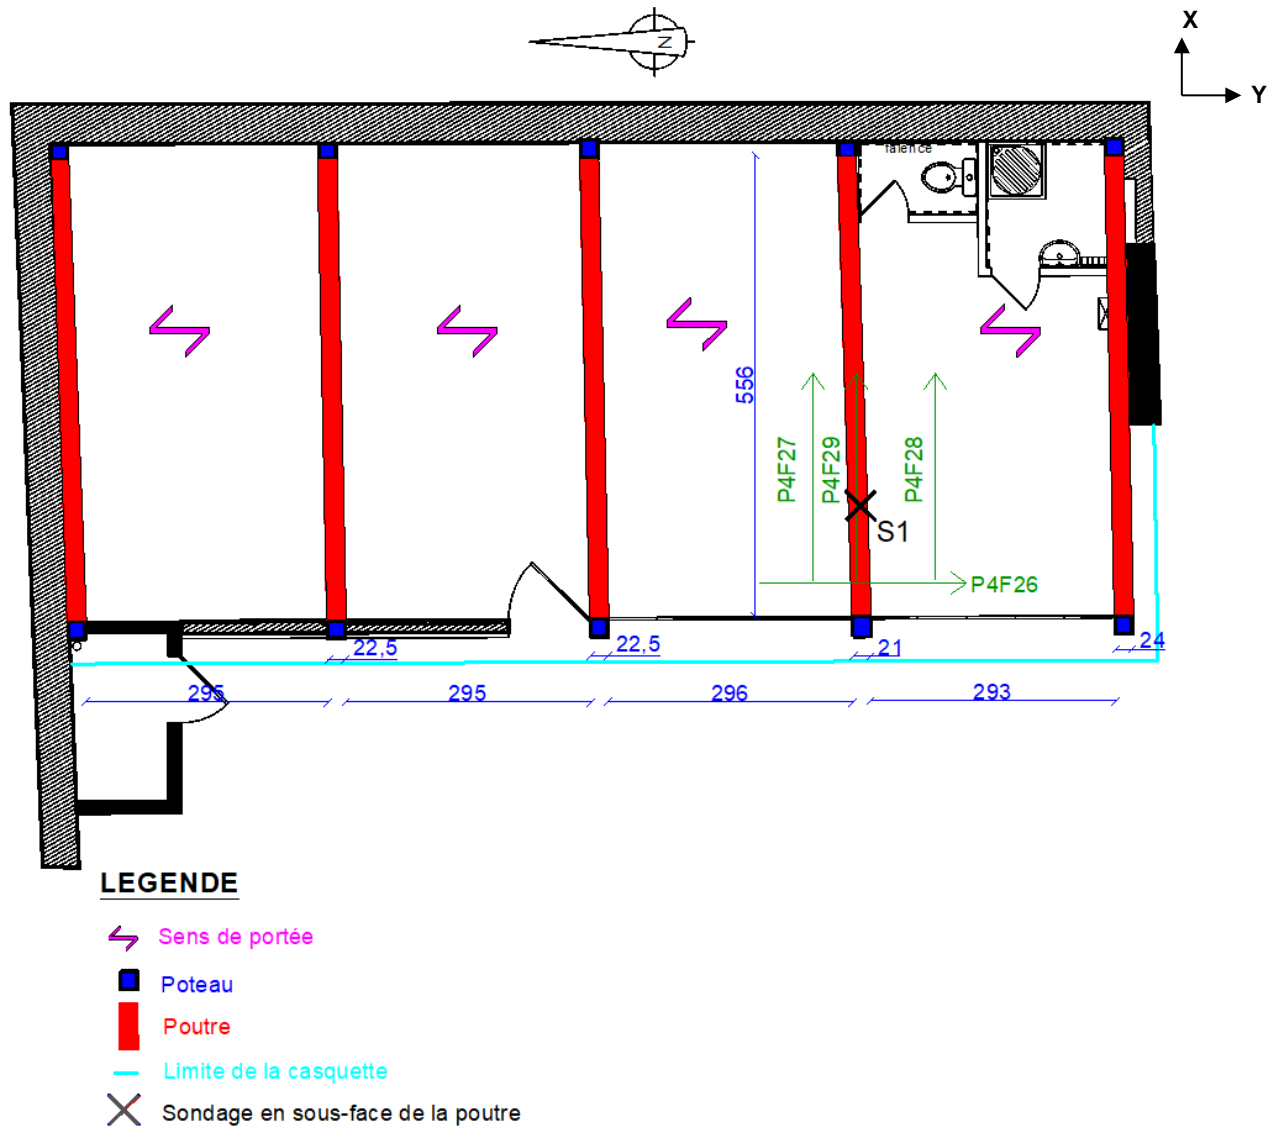 X
Y
N
faïence
556
P4F27
P4F29
P4F28
S1
P4F26
22,5
22,5
21
24
295
295
296
293
LEGENDE
Sens de portée
Poteau
Poutre
Limite de la casquette
Sondage en sous-face de la poutre